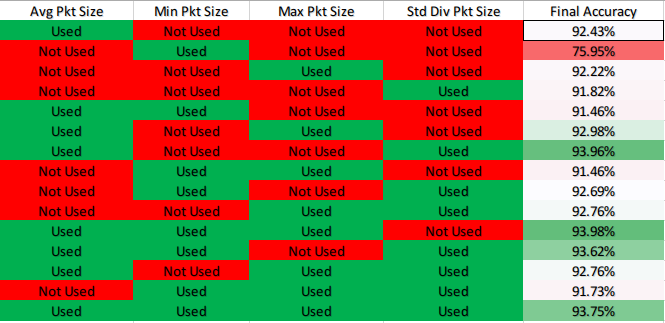 Avg Pkt Size Min Pkt Size Max Pkt Size Std Div Pkt Size Final Accuracy
Used Not Used Not Used Not Used 92.43%
Not Used Used Not Used Not Used 75.95%
Not Used Not Used Used Not Used 92.22%
Not Used Not Used Not Used Used 91.82%
Used Used Not Used Not Used 91.46%
Used Not Used Used Not Used 92.98%
Used Not Used Not Used Used 93.96%
Not Used Used Used Not Used 91.46%
Not Used Used Not Used Used 92.69%
Not Used Not Used Used Used 92.76%
Used Used Used Not Used 93.98%
Used Used Not Used Used 93.62%
Used Not Used Used Used 92.76%
Not Used Used Used Used 91.73%
Used Used Used Used 93.75%